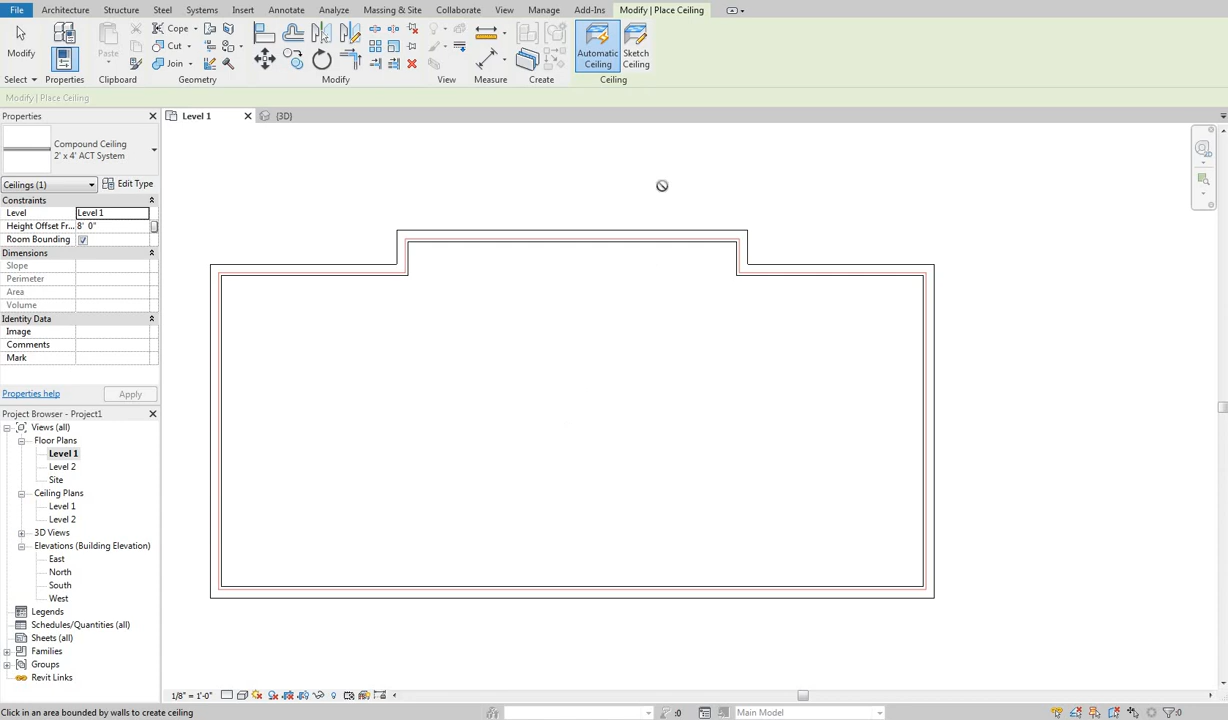 File Architecture Structure Steel Systems Insert Annotate Analyze Massing & Site Collaborate View Manage Add-Ins Modify | Place Ceiling
Modify
Paste
Cope
Cut
Join
Automatic Ceiling
Sketch Ceiling
Select Properties Clipboard Geometry Modify View Measure Create Ceiling
Modify | Place Ceiling
Properties
Level 1
{3D}
Compound Ceiling
2' x 4' ACT System
2D
Ceilings (1) Edit Type
Constraints
Level Level 1
Height Offset Fr... 8' 0"
Room Bounding
Dimensions
Slope
Perimeter
Area
Volume
Identity Data
Image
Comments
Mark
Properties help Apply
Project Browser - Project1
Views (all)
Floor Plans
Level 1
Level 2
Site
Ceiling Plans
Level 1
Level 2
3D Views
Elevations (Building Elevation)
East
North
South
West
Legends
Schedules/Quantities (all)
Sheets (all)
Families
Groups
Revit Links
1/8" = 1'-0"
Click in an area bounded by walls to create ceiling
:0
Main Model
:0